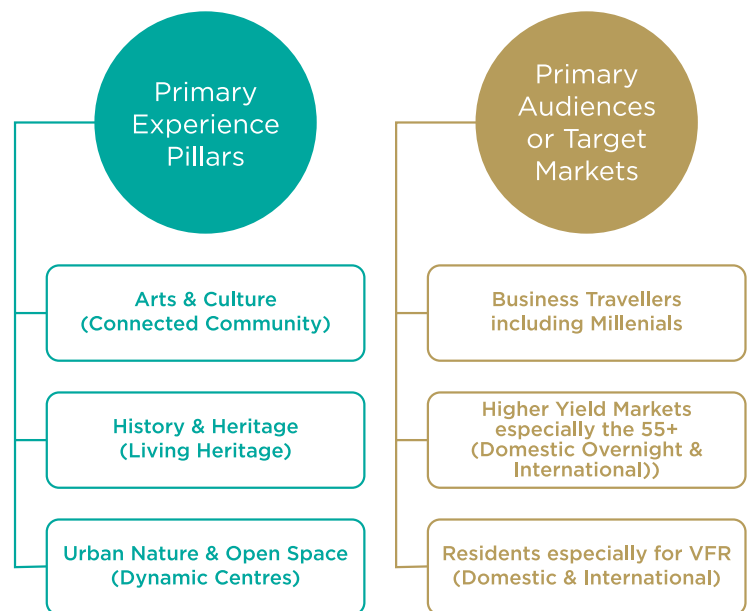 Primary
Experience
Pillars
Arts & Culture
(Connected Community)
History & Heritage
(Living Heritage)
Urban Nature & Open Space
(Dynamic Centres)
Primary
Audiences
or Target
Markets
Business Travellers
including Millenials
Higher Yield Markets
especially the 55+
(Domestic Overnight &
International))
Residents especially for VFR
(Domestic & International)